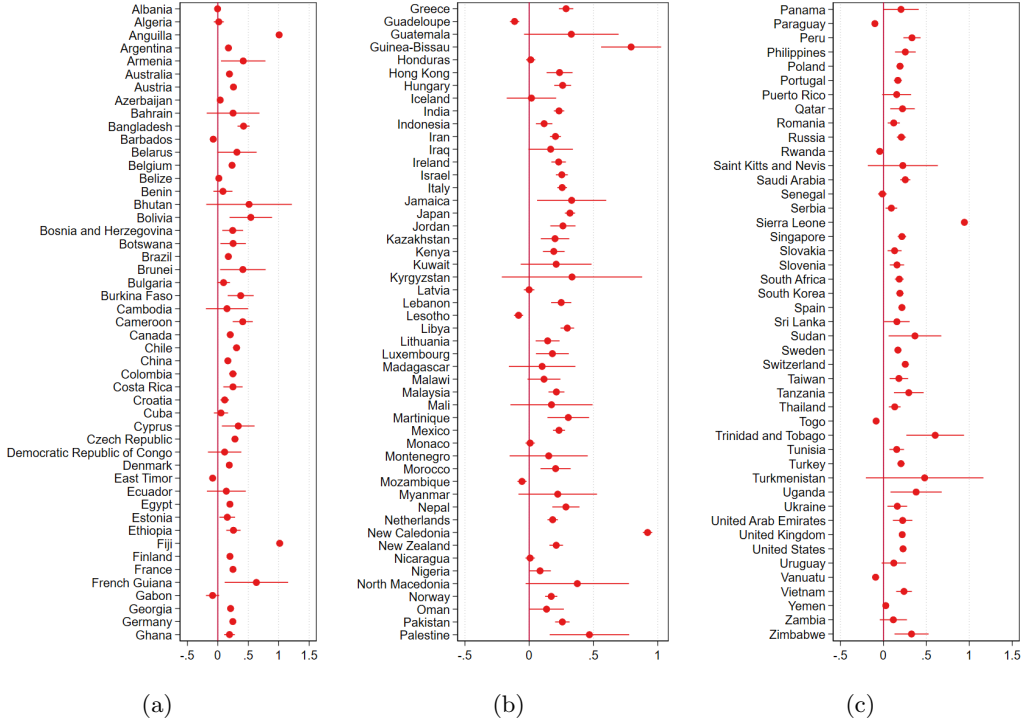 Albania
Algeria
Anguilla
Argentina
Armenia
Australia
Austria
Azerbaijan
Bahrain
Bangladesh
Barbados
Belarus
Belgium
Belize
Benin
Bhutan
Bolivia
Bosnia and Herzegovina
Botswana
Brazil
Brunei
Bulgaria
Burkina Faso
Cambodia
Cameroon
Canada
Chile
China
Colombia
Costa Rica
Croatia
Cuba
Cyprus
Czech Republic
Democratic Republic of Congo
Denmark
East Timor
Ecuador
Egypt
Estonia
Ethiopia
Fiji
Finland
France
French Guiana
Gabon
Georgia
Germany
Ghana
-.5 0 .5 1 1.5
(a)
Greece
Guadeloupe
Guatemala
Guinea-Bissau
Honduras
Hong Kong
Hungary
Iceland
India
Indonesia
Iran
Iraq
Ireland
Israel
Italy
Jamaica
Japan
Jordan
Kazakhstan
Kenya
Kuwait
Kyrgyzstan
Latvia
Lebanon
Lesotho
Libya
Lithuania
Luxembourg
Madagascar
Malawi
Malaysia
Mali
Martinique
Mexico
Monaco
Montenegro
Morocco
Mozambique
Myanmar
Nepal
Netherlands
New Caledonia
New Zealand
Nicaragua
Nigeria
North Macedonia
Norway
Oman
Pakistan
Palestine
-.5 0 .5 1
(b)
Panama
Paraguay
Peru
Philippines
Poland
Portugal
Puerto Rico
Qatar
Romania
Russia
Rwanda
Saint Kitts and Nevis
Saudi Arabia
Senegal
Serbia
Sierra Leone
Singapore
Slovakia
Slovenia
South Africa
South Korea
Spain
Sri Lanka
Sudan
Sweden
Switzerland
Taiwan
Tanzania
Thailand
Togo
Trinidad and Tobago
Tunisia
Turkey
Turkmenistan
Uganda
Ukraine
United Arab Emirates
United Kingdom
United States
Uruguay
Vanuatu
Vietnam
Yemen
Zambia
Zimbabwe
-.5 0 .5 1 1.5
(c)